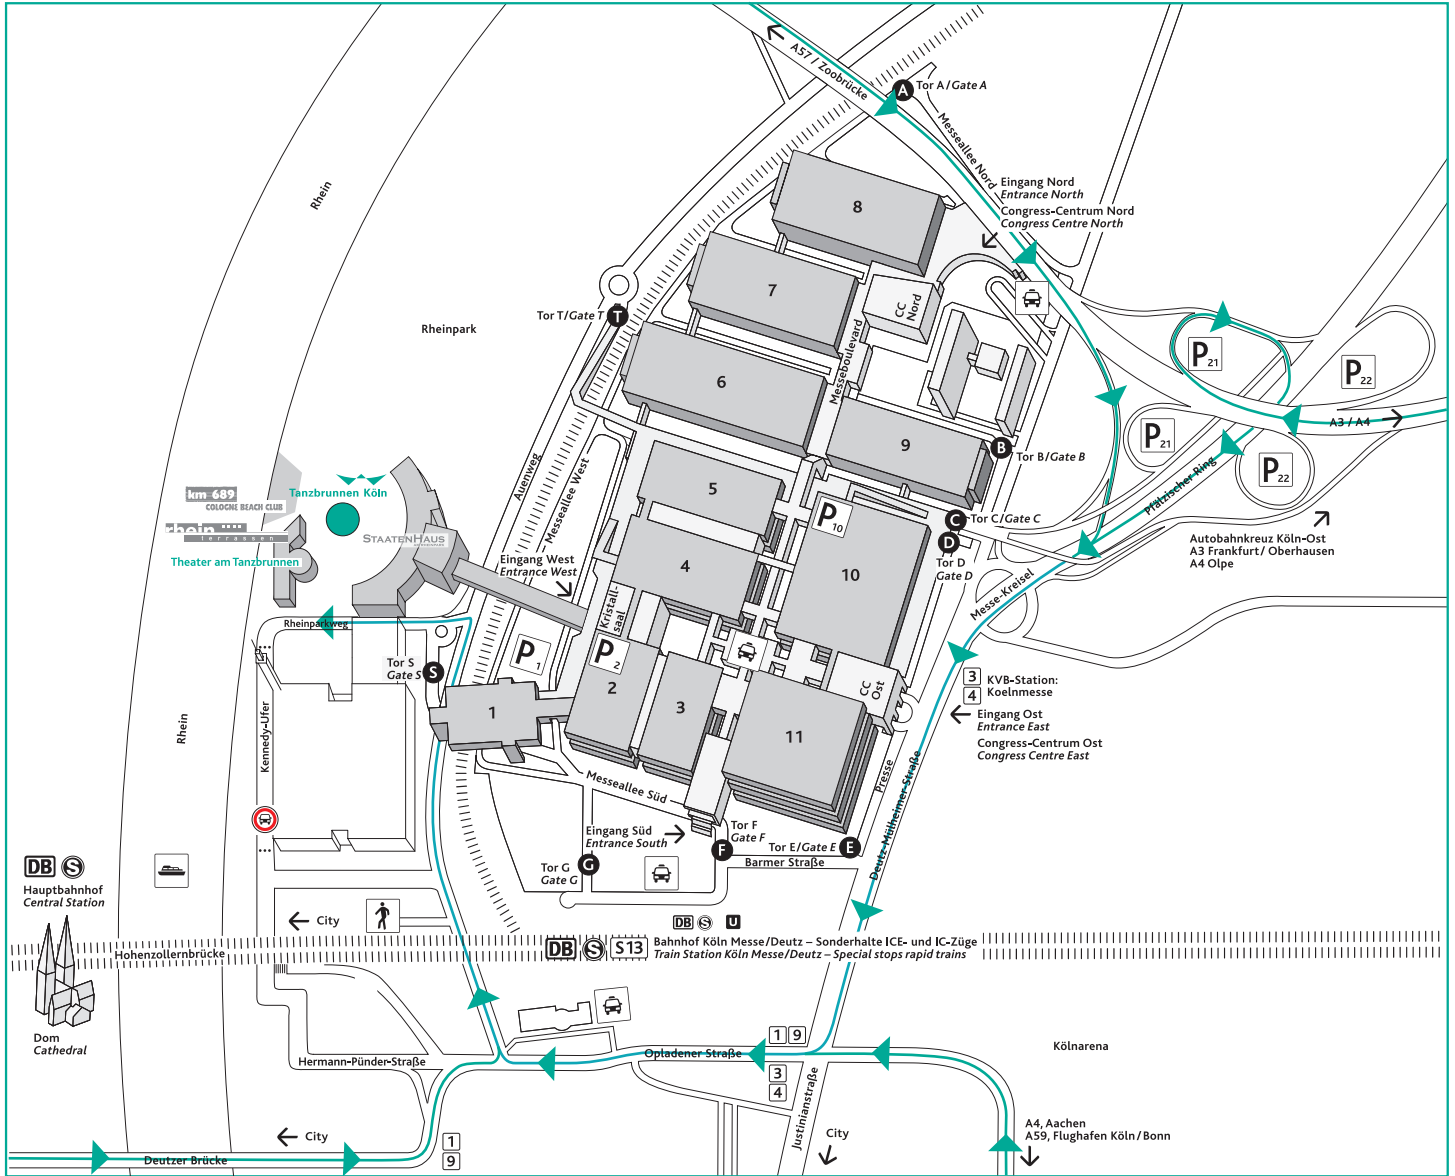 A57 / Zoobrücke
A
Tor A / Gate A
Messeallee Nord
Eingang Nord
Entrance North
Congress-Centrum Nord
Congress Centre North
Rhein
8
7
CC
Nord
Tor T/Gate T
T
Rheinpark
Messeboulevard
6
P21
P22
A3 / A4
9
B
Tor B/Gate B
P21
P22
Pfälzischer Ring
Auenweg
Messeallee West
5
P10
C
Tor C/Gate C
D
Tor D
Gate D
km 689
COLOGNE BEACH CLUB
Tanzbrunnen Köln
rheinterrassen
STAATENHAUS
Theater am Tanzbrunnen
Autobahnkreuz Köln-Ost
A3 Frankfurt / Oberhausen
A4 Olpe
Eingang West
Entrance West
4
10
Messe-Kreisel
Kristall-
saal
Rheinparkweg
P1
P2
Tor S
Gate S
S
2
3
CC
Ost
3
4
KVB-Station:
Koelnmesse
Eingang Ost
Entrance East
Congress-Centrum Ost
Congress Centre East
1
11
Rhein
Kennedy-Ufer
Presse
Deutz-Mülheimer-Straße
Messeallee Süd
Eingang Süd
Entrance South
Tor F
Gate F
F
Tor E/Gate E
E
Barmer Straße
Tor G
Gate G
G
DB S
Hauptbahnhof
Central Station
City
DB S U
Hohenzollernbrücke
DB S S13
Bahnhof Köln Messe/Deutz – Sonderhalte ICE- und IC-Züge
Train Station Köln Messe/Deutz – Special stops rapid trains
Dom
Cathedral
Hermann-Pünder-Straße
Opladener Straße
1 9
3
4
Kölnarena
Justinianstraße
City
A4, Aachen
A59, Flughafen Köln / Bonn
City
1
9
Deutzer Brücke